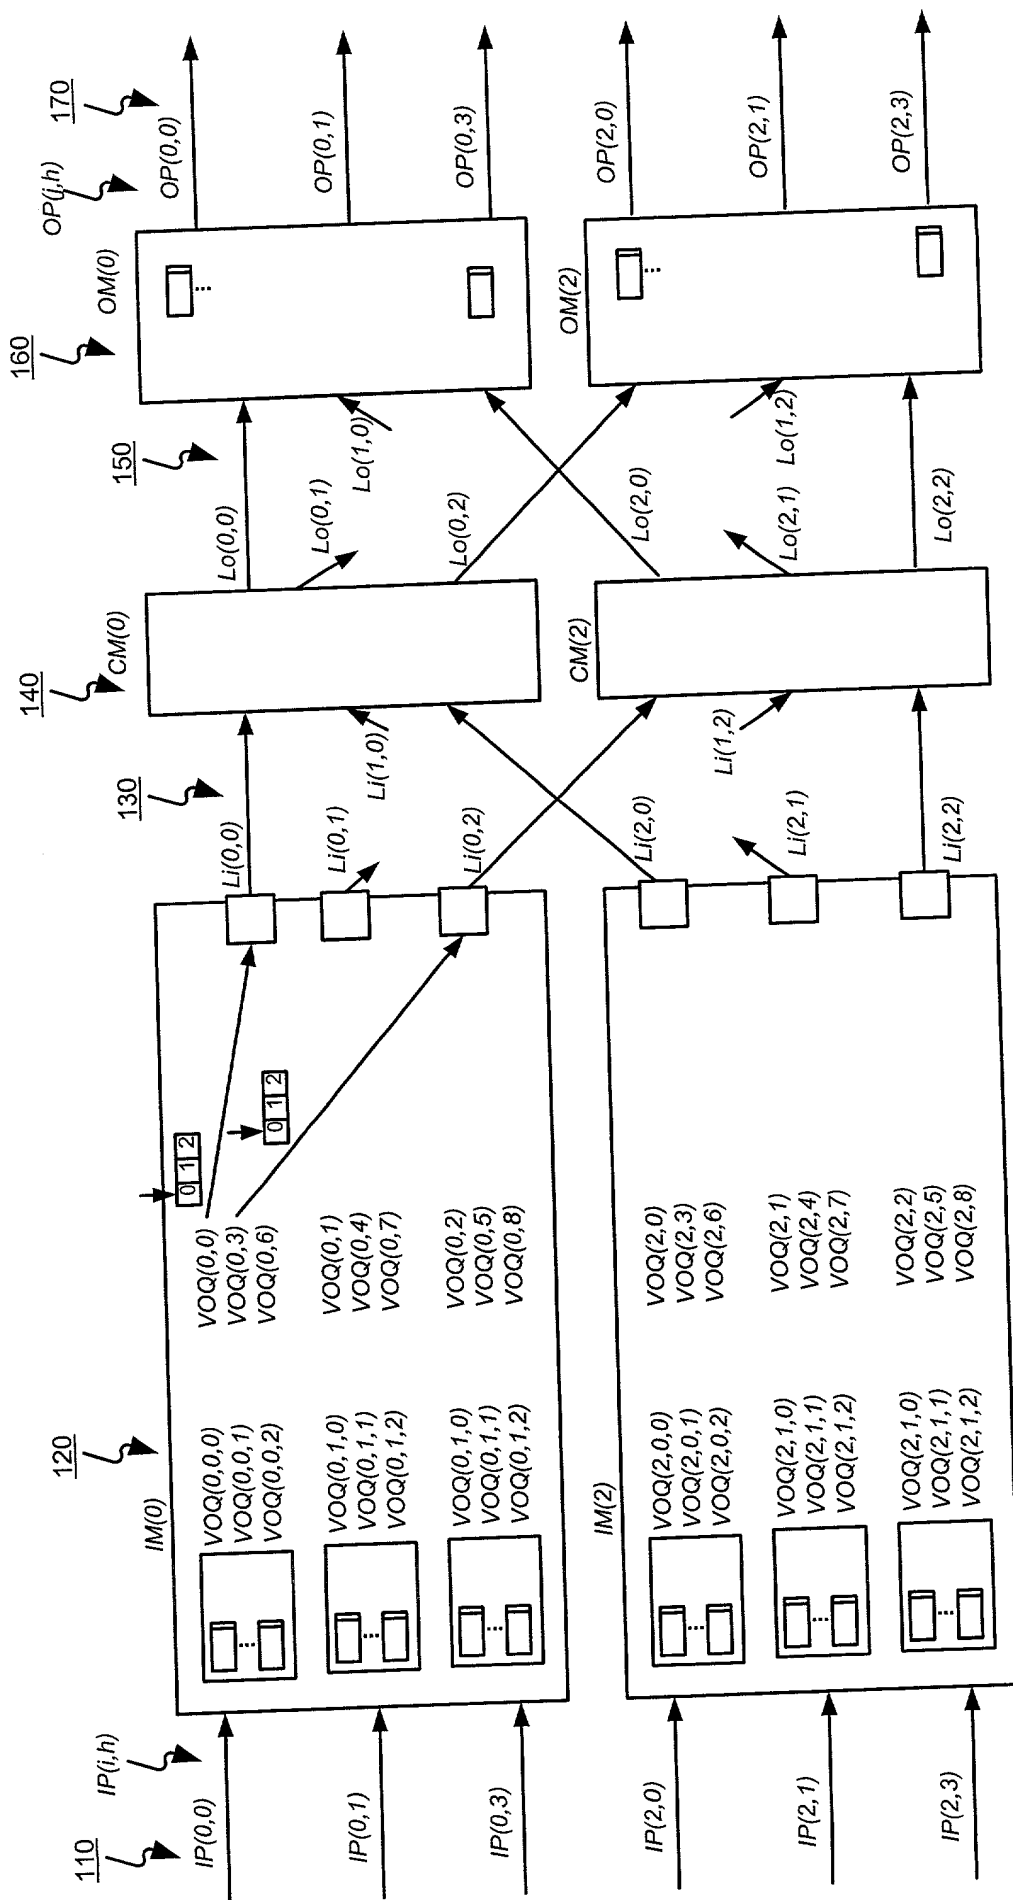 110
IP(i,h)
IP(0,0)
IP(0,1)
IP(0,3)
IP(2,0)
IP(2,1)
IP(2,3)
120
IM(0)
VOQ(0,0,0)
VOQ(0,0,1)
VOQ(0,0,2)
VOQ(0,1,0)
VOQ(0,1,1)
VOQ(0,1,2)
VOQ(0,1,0)
VOQ(0,1,1)
VOQ(0,1,2)
VOQ(0,0)
VOQ(0,3)
VOQ(0,6)
VOQ(0,1)
VOQ(0,4)
VOQ(0,7)
VOQ(0,2)
VOQ(0,5)
VOQ(0,8)
0 1 2
0 1 2
IM(2)
VOQ(2,0,0)
VOQ(2,0,1)
VOQ(2,0,2)
VOQ(2,1,0)
VOQ(2,1,1)
VOQ(2,1,2)
VOQ(2,1,0)
VOQ(2,1,1)
VOQ(2,1,2)
VOQ(2,0)
VOQ(2,3)
VOQ(2,6)
VOQ(2,1)
VOQ(2,4)
VOQ(2,7)
VOQ(2,2)
VOQ(2,5)
VOQ(2,8)
130
Li(0,0)
Li(0,1)
Li(0,2)
Li(2,0)
Li(2,1)
Li(2,2)
Li(1,0)
Li(1,2)
140
CM(0)
CM(2)
150
Lo(0,0)
Lo(0,1)
Lo(0,2)
Lo(2,0)
Lo(2,1)
Lo(2,2)
Lo(1,0)
Lo(1,2)
160
OM(0)
OM(2)
OP(j,h)
170
OP(0,0)
OP(0,1)
OP(0,3)
OP(2,0)
OP(2,1)
OP(2,3)